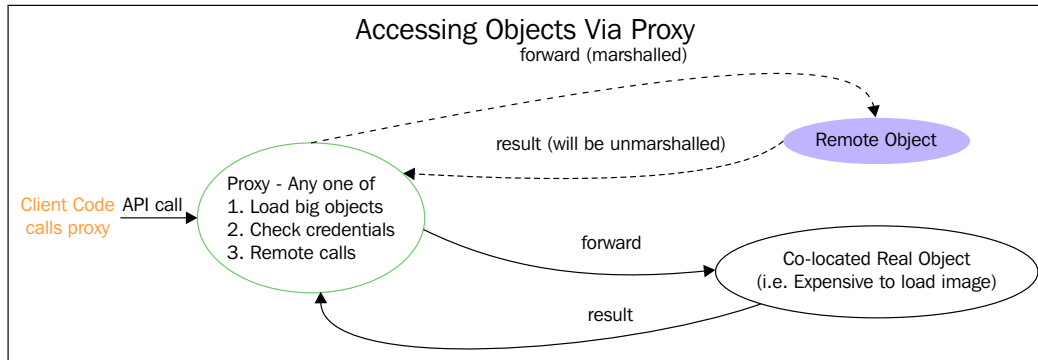 Accessing Objects Via Proxy
forward (marshalled)
result (will be unmarshalled)
Remote Object
Client Code
calls proxy
API call
Proxy - Any one of
1. Load big objects
2. Check credentials
3. Remote calls
forward
Co-located Real Object
(i.e. Expensive to load image)
result